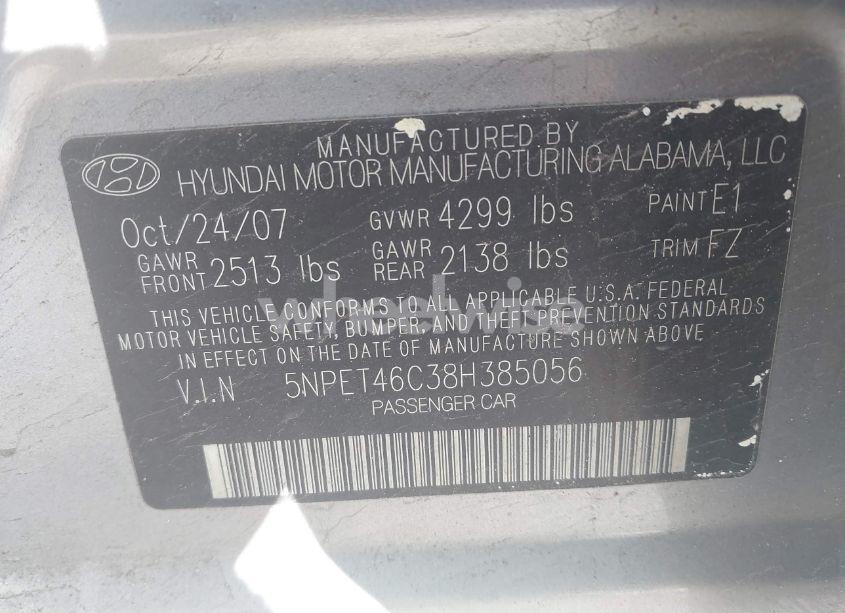 MANUFACTURED BY
HYUNDAI MOTOR MANUFACTURING ALABAMA, LLC
Oct/24/07 GVWR 4299 lbs PAINT E1
GAWR FRONT 2513 lbs GAWR REAR 2138 lbs TRIM FZ
THIS VEHICLE CONFORMS TO ALL APPLICABLE U.S.A. FEDERAL
MOTOR VEHICLE SAFETY, BUMPER, AND THEFT PREVENTION STANDARDS
IN EFFECT ON THE DATE OF MANUFACTURE SHOWN ABOVE
V.I.N 5NPET46C38H385056
PASSENGER CAR
wheelwise